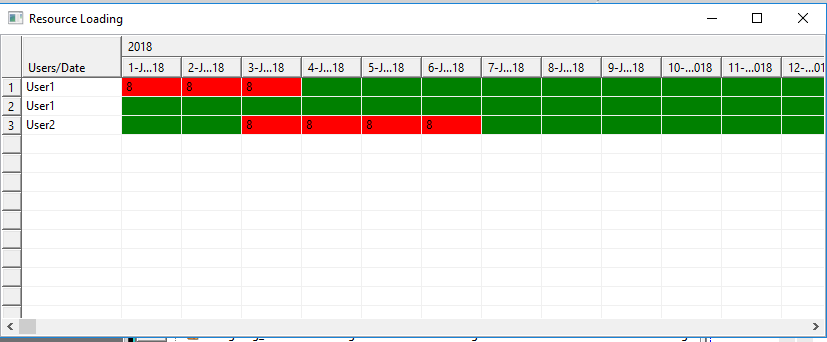 Resource Loading
2018
Users/Date 1-J...18 2-J...18 3-J...18 4-J...18 5-J...18 6-J...18 7-J...18 8-J...18 9-J...18 10-...018 11-...018 12-...01
1 User1 8 8 8
2 User1
3 User2 8 8 8 8